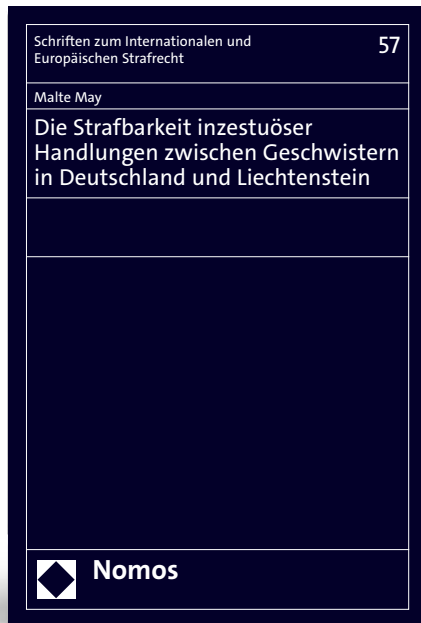 Schriften zum Internationalen und
57
Europäischen Strafrecht
Malte May
Die Strafbarkeit inzestuöser
Handlungen zwischen Geschwistern
in Deutschland und Liechtenstein
Nomos